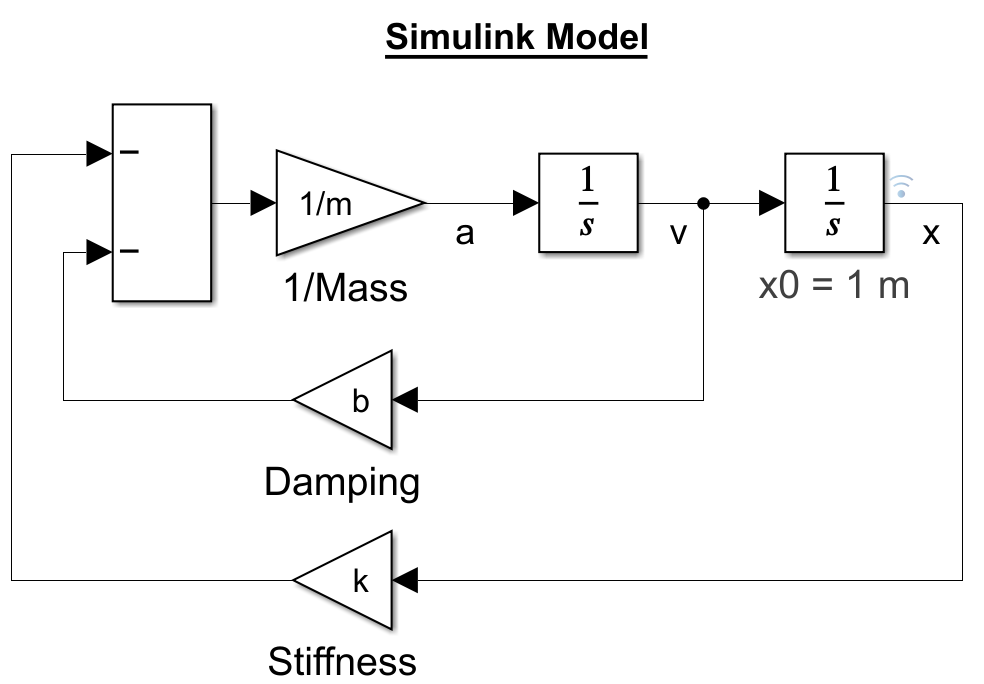 Simulink Model
−
−
1/m
1/Mass
a
1
s
v
1
s
x
x0 = 1 m
b
Damping
k
Stiffness